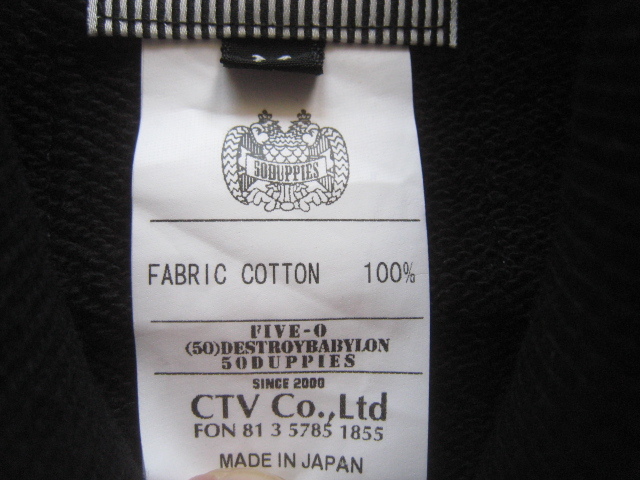 50DUPPIES
FABRIC COTTON 100%
FIVE-O
(50)DESTROYBABYLON
50DUPPIES
SINCE 2000
CTV Co.,Ltd
FON 81 3 5785 1855
MADE IN JAPAN